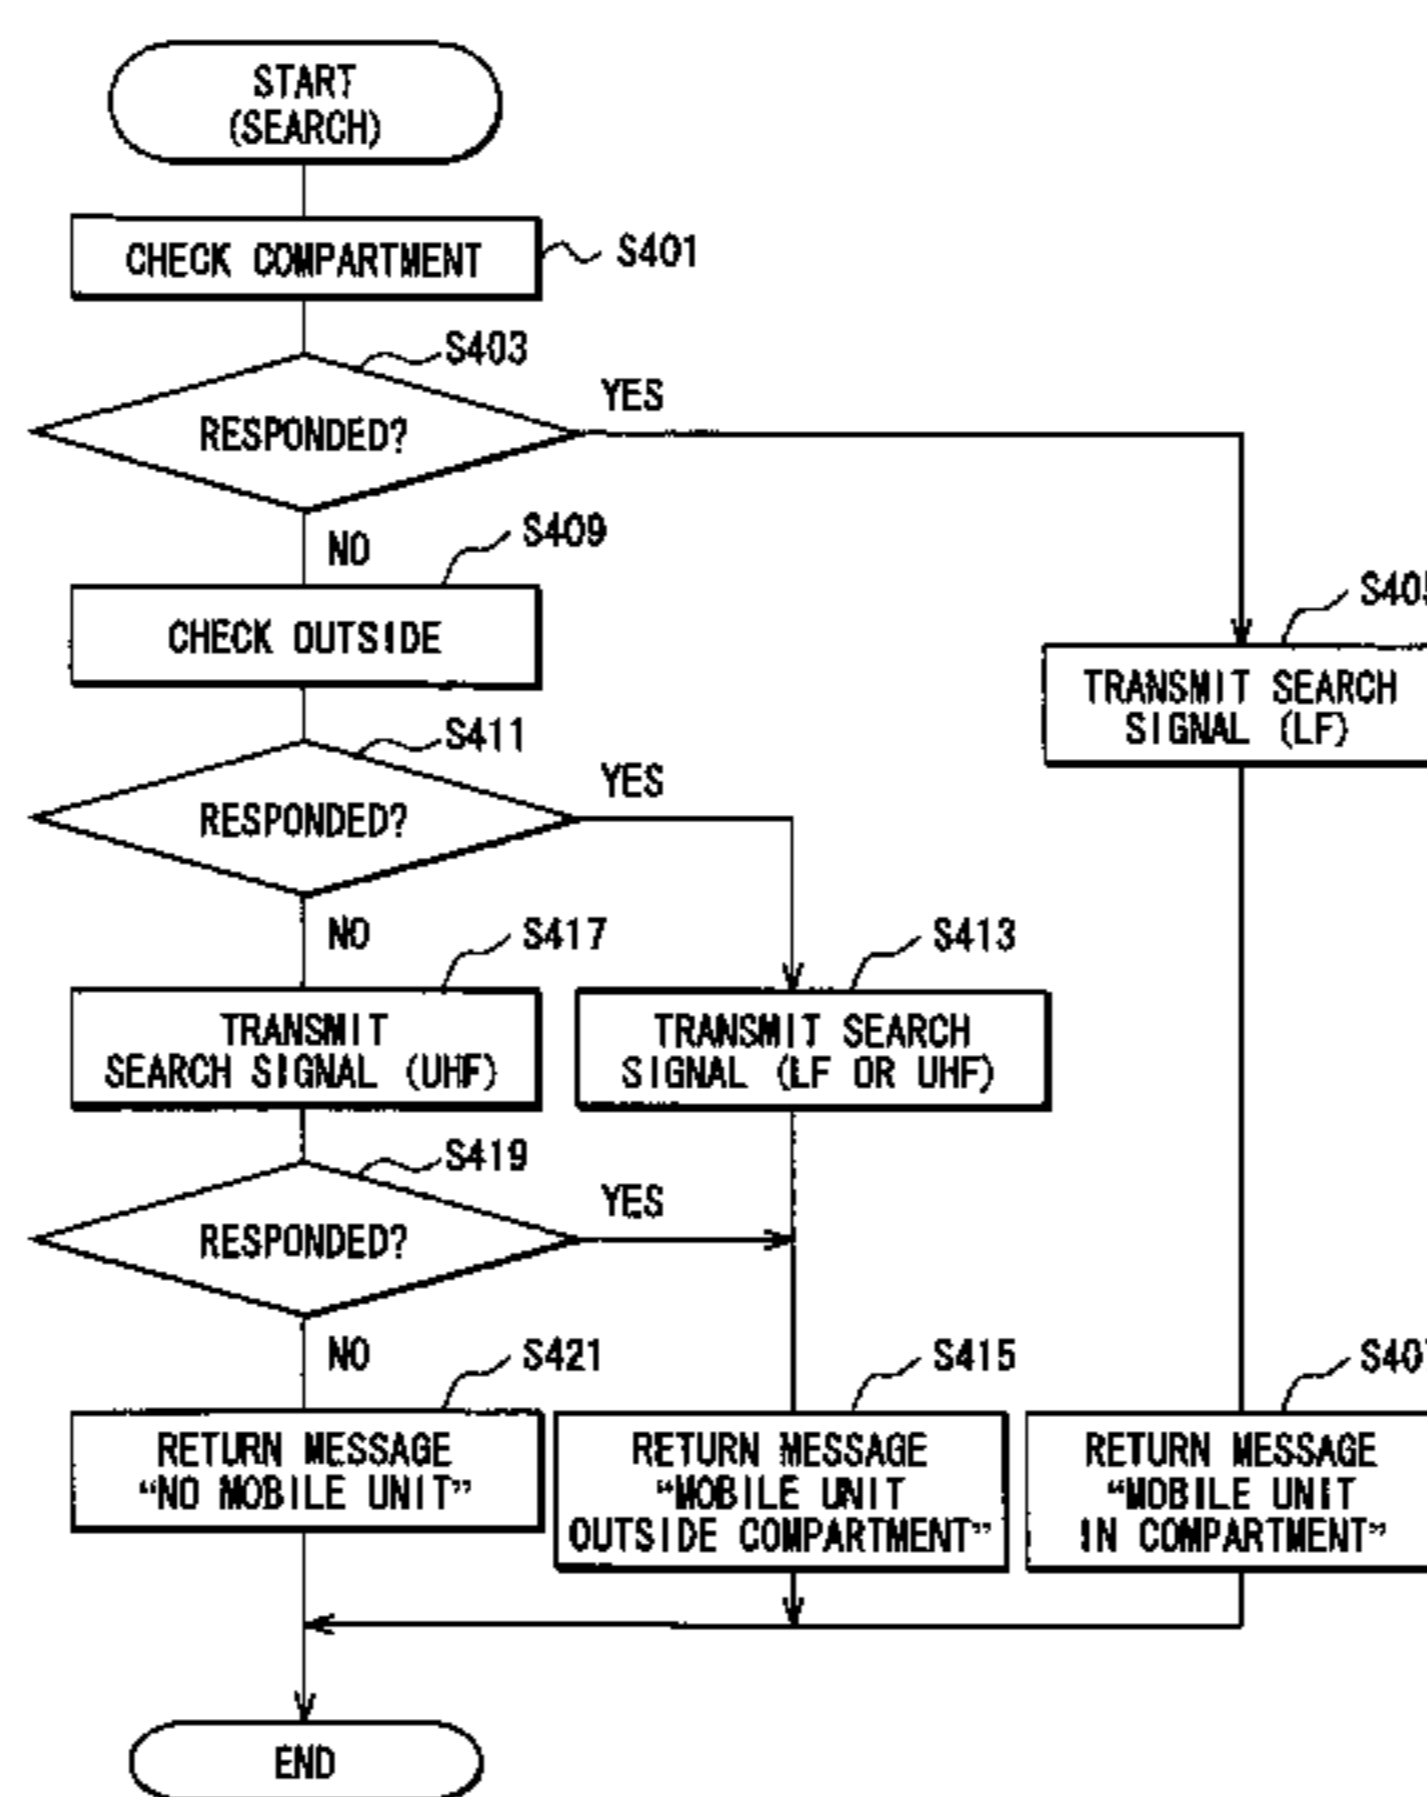 START
(SEARCH)
CHECK COMPARTMENT
S401
S403
RESPONDED?
YES
NO
S409
CHECK OUTSIDE
S405
TRANSMIT SEARCH
SIGNAL (LF)
S411
RESPONDED?
YES
NO
S417
TRANSMIT
SEARCH SIGNAL (UHF)
S413
TRANSMIT SEARCH
SIGNAL (LF OR UHF)
S419
RESPONDED?
YES
NO
S421
RETURN MESSAGE
“NO MOBILE UNIT”
S415
RETURN MESSAGE
“MOBILE UNIT
OUTSIDE COMPARTMENT”
S407
RETURN MESSAGE
“MOBILE UNIT
IN COMPARTMENT”
END